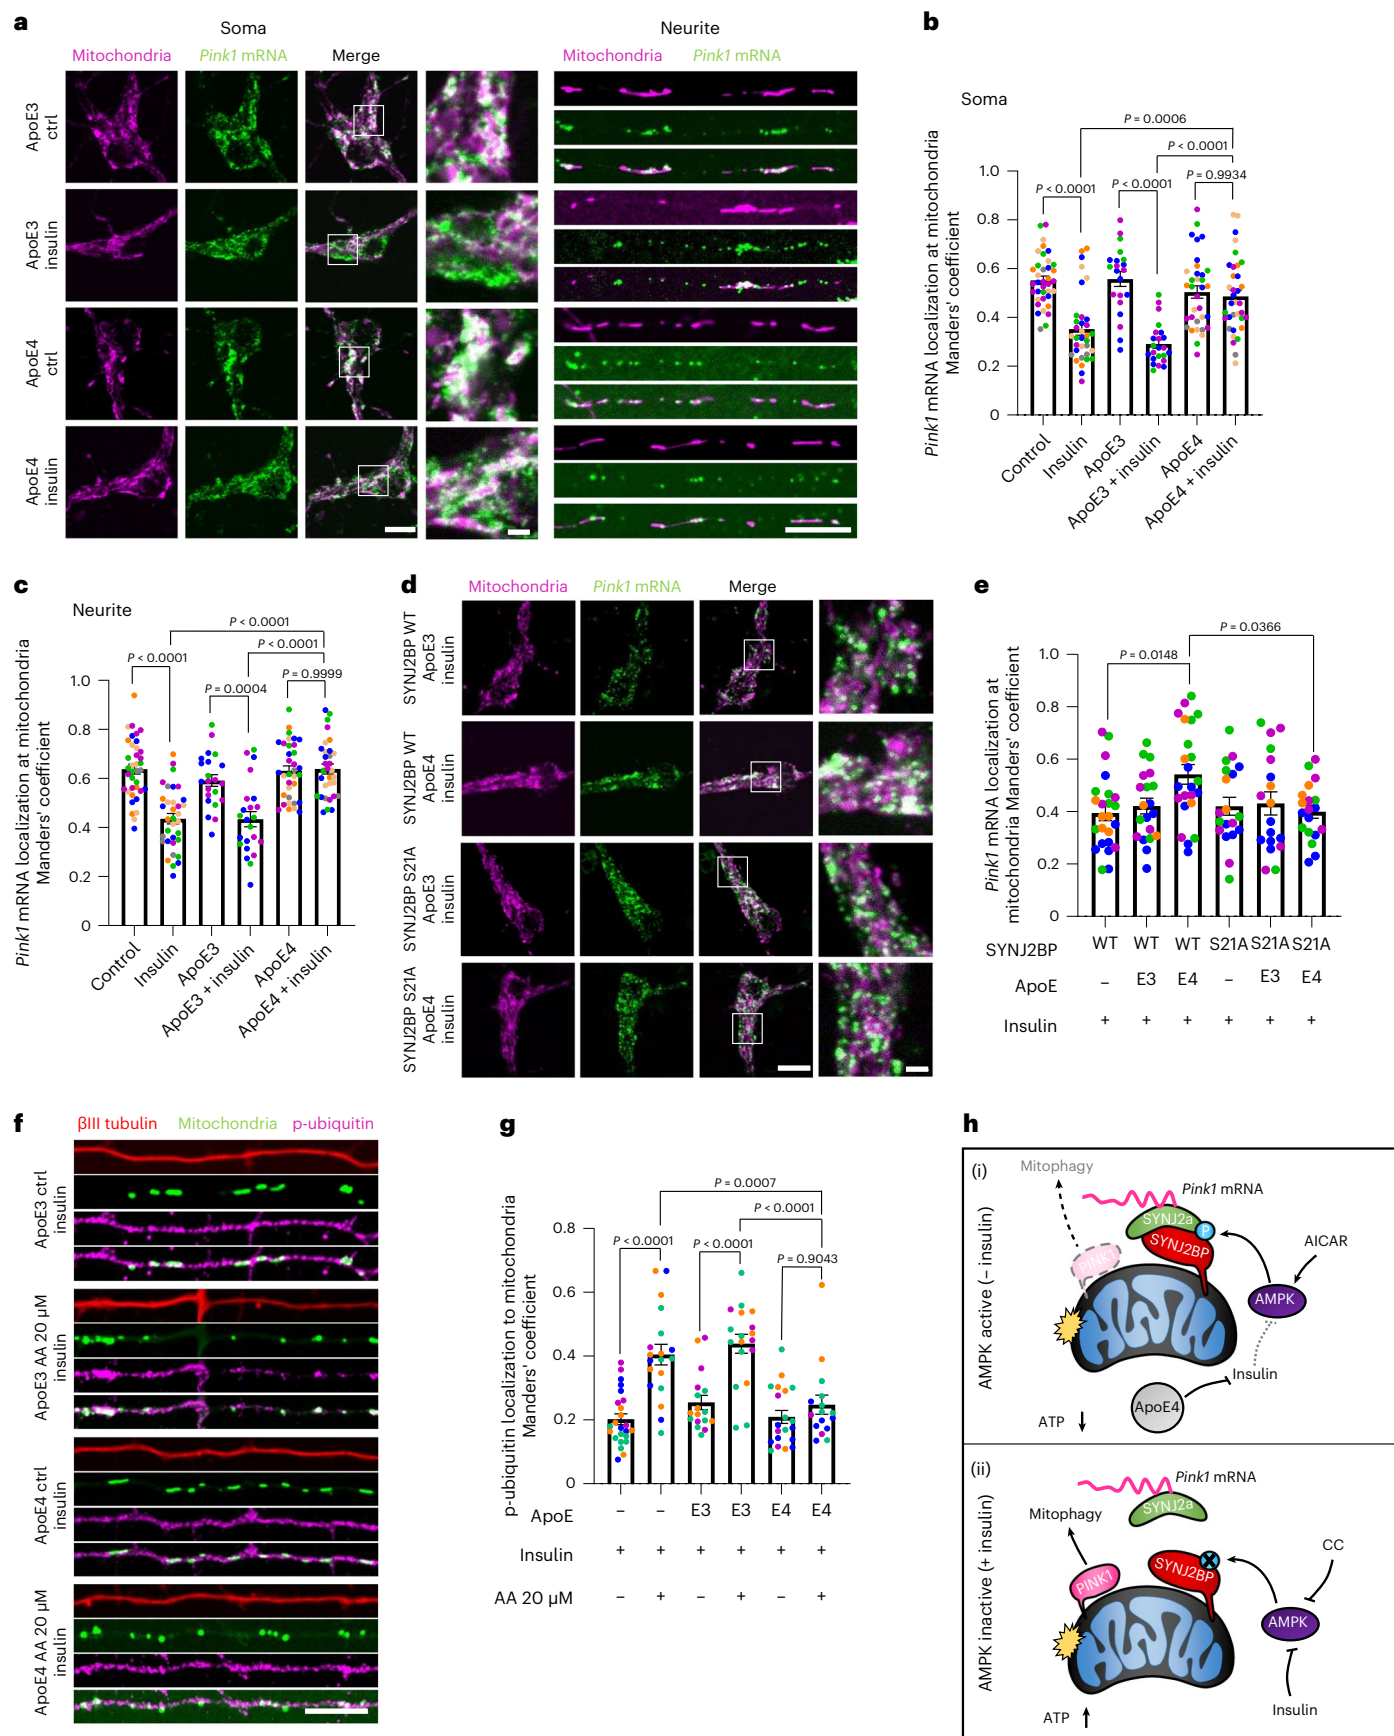 a
Soma
Neurite
Mitochondria
Pink1 mRNA
Merge
Mitochondria
Pink1 mRNA
ApoE3
ctrl
ApoE3
insulin
ApoE4
ctrl
ApoE4
insulin
b
Soma
P = 0.0006
P < 0.0001
P < 0.0001
P < 0.0001
P = 0.9934
Pink1 mRNA localization at mitochondria
Manders' coefficient
1.0
0.8
0.6
0.4
0.2
0
Control
Insulin
ApoE3
ApoE3 + insulin
ApoE4
ApoE4 + insulin
c
Neurite
P < 0.0001
P < 0.0001
P < 0.0001
P = 0.0004
P = 0.9999
Pink1 mRNA localization at mitochondria
Manders' coefficient
1.0
0.8
0.6
0.4
0.2
0
Control
Insulin
ApoE3
ApoE3 + insulin
ApoE4
ApoE4 + insulin
d
Mitochondria
Pink1 mRNA
Merge
SYNJ2BP WT
ApoE3
insulin
SYNJ2BP WT
ApoE4
insulin
SYNJ2BP S21A
ApoE3
insulin
SYNJ2BP S21A
ApoE4
insulin
e
P = 0.0366
P = 0.0148
Pink1 mRNA localization at
mitochondria Manders' coefficient
1.0
0.8
0.6
0.4
0.2
0
SYNJ2BP WT WT WT S21A S21A S21A
ApoE – E3 E4 – E3 E4
Insulin + + + + + +
f
βIII tubulin
Mitochondria
p-ubiquitin
ApoE3 ctrl
insulin
ApoE3 AA 20 µM
insulin
ApoE4 ctrl
insulin
ApoE4 AA 20 µM
insulin
g
P = 0.0007
P < 0.0001
P < 0.0001
P < 0.0001
P = 0.9043
p-ubiquitin localization to mitochondria
Manders' coefficient
0.8
0.6
0.4
0.2
0
ApoE – – E3 E3 E4 E4
Insulin + + + + + +
AA 20 µM – + – + – +
h
AMPK active (– insulin)
(i)
Mitophagy
Pink1 mRNA
SYNJ2a
P
SYNJ2BP
PINK1
AICAR
AMPK
Insulin
ApoE4
ATP
AMPK inactive (+ insulin)
(ii)
Pink1 mRNA
SYNJ2a
Mitophagy
CC
SYNJ2BP
PINK1
AMPK
Insulin
ATP